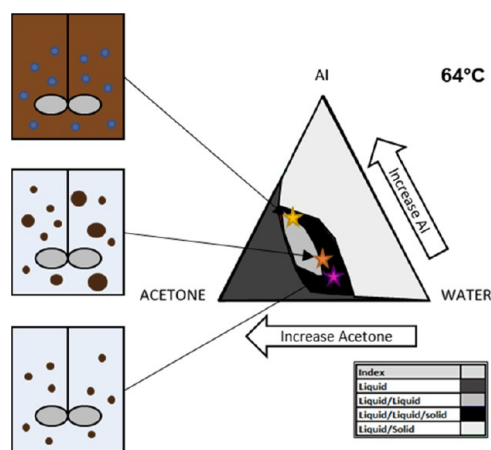 AI
64°C
Increase AI
ACETONE
WATER
Increase Acetone
Index
Liquid
Liquid/Liquid
Liquid/Liquid/solid
Liquid/Solid